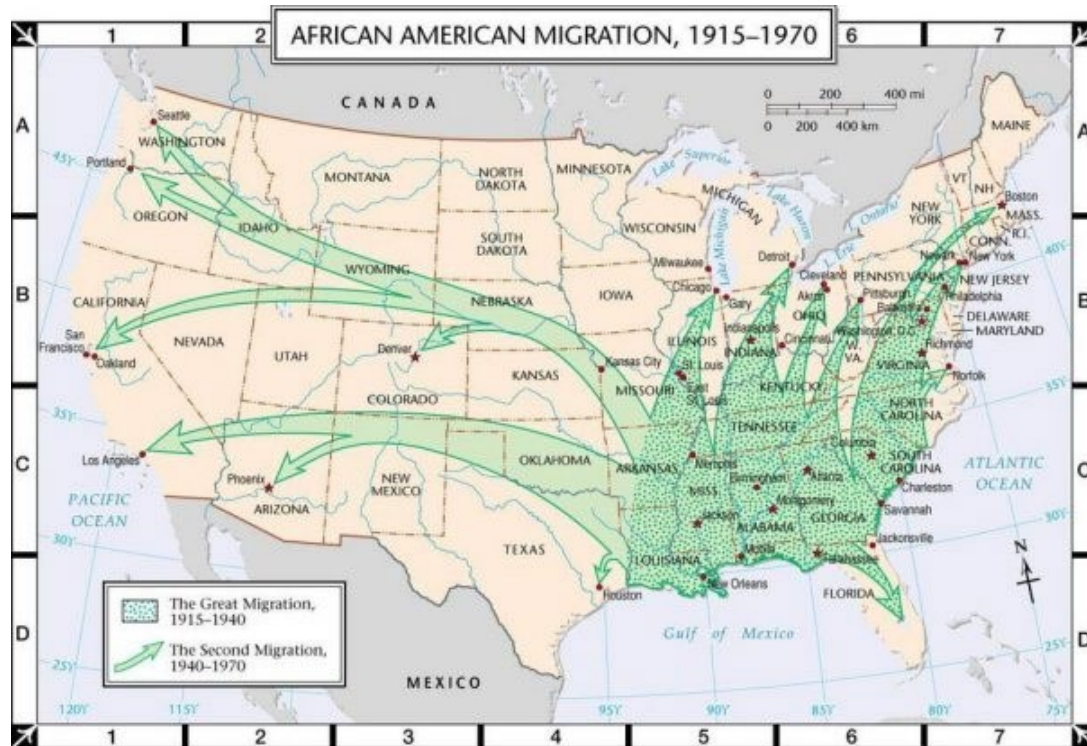 AFRICAN AMERICAN MIGRATION, 1915–1970
1
2
6
7
0 200 400 mi
0 200 400 km
A
A
B
B
C
C
D
D
CANADA
Seattle
WASHINGTON
Portland
OREGON
45°
MONTANA
IDAHO
NORTH
DAKOTA
MINNESOTA
SOUTH
DAKOTA
WISCONSIN
MICHIGAN
Lake Superior
Lake Huron
Lake Michigan
L. Erie
Ontario
MAINE
VT
NH
Boston
MASS.
R.I.
CONN.
NEW
YORK
New York
Newark
40°
WYOMING
NEBRASKA
IOWA
Milwaukee
Chicago
Gary
Detroit
Cleveland
Akron
OHIO
PENNSYLVANIA
Pittsburgh
NEW JERSEY
Philadelphia
Baltimore
DELAWARE
MARYLAND
Washington, D.C.
W.
VA.
Richmond
VIRGINIA
Norfolk
35°
CALIFORNIA
San
Francisco
Oakland
NEVADA
UTAH
Denver
COLORADO
KANSAS
Kansas City
MISSOURI
ILLINOIS
St. Louis
East
St. Louis
Indianapolis
INDIANA
Cincinnati
KENTUCKY
TENNESSEE
NORTH
CAROLINA
40°
35°
Los Angeles
PACIFIC
OCEAN
Phoenix
ARIZONA
NEW
MEXICO
OKLAHOMA
ARKANSAS
Memphis
MISS.
Birmingham
Atlanta
Columbia
SOUTH
CAROLINA
Charleston
ATLANTIC
OCEAN
Montgomery
Jackson
ALABAMA
GEORGIA
Savannah
30°
30°
TEXAS
LOUISIANA
Mobile
Tallahassee
Jacksonville
Houston
New Orleans
FLORIDA
N
Gulf of Mexico
25°
25°
MEXICO
The Great Migration,
1915–1940
The Second Migration,
1940–1970
120° 115° 95° 90° 85° 80° 75°
1
2
3
4
5
6
7